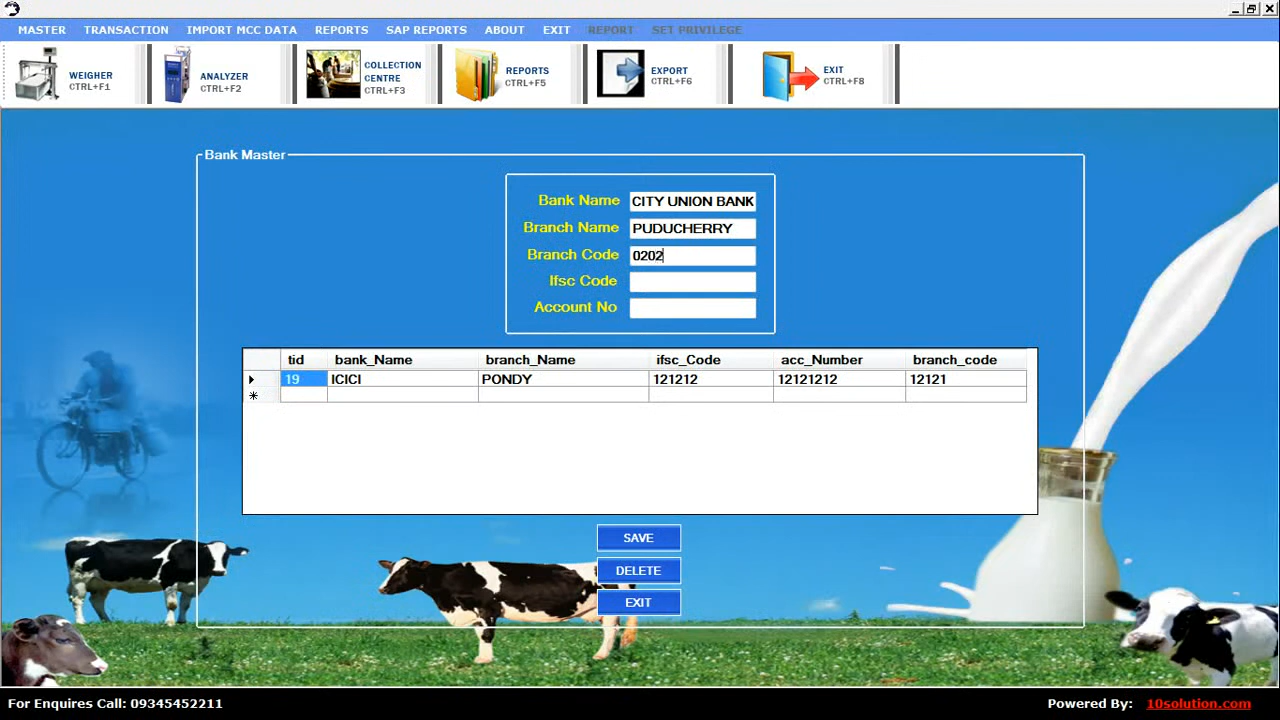 MASTER TRANSACTION IMPORT MCC DATA REPORTS SAP REPORTS ABOUT EXIT REPORT SET PRIVILEGE
WEIGHER
CTRL+F1
ANALYZER
CTRL+F2
COLLECTION
CENTRE
CTRL+F3
REPORTS
CTRL+F5
EXPORT
CTRL+F6
EXIT
CTRL+F8
Bank Master
Bank Name CITY UNION BANK
Branch Name PUDUCHERRY
Branch Code 0202
Ifsc Code
Account No
tid bank_Name branch_Name ifsc_Code acc_Number branch_code
19 ICICI PONDY 121212 12121212 12121
SAVE
DELETE
EXIT
For Enquires Call: 09345452211 Powered By: 10solution.com